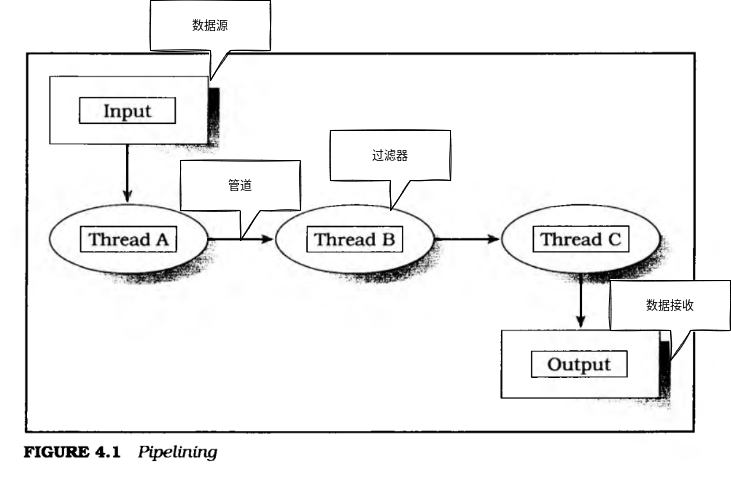 数据源
Input
管道
过滤器
Thread A
Thread B
Thread C
数据接收
Output
FIGURE 4.1 Pipelining